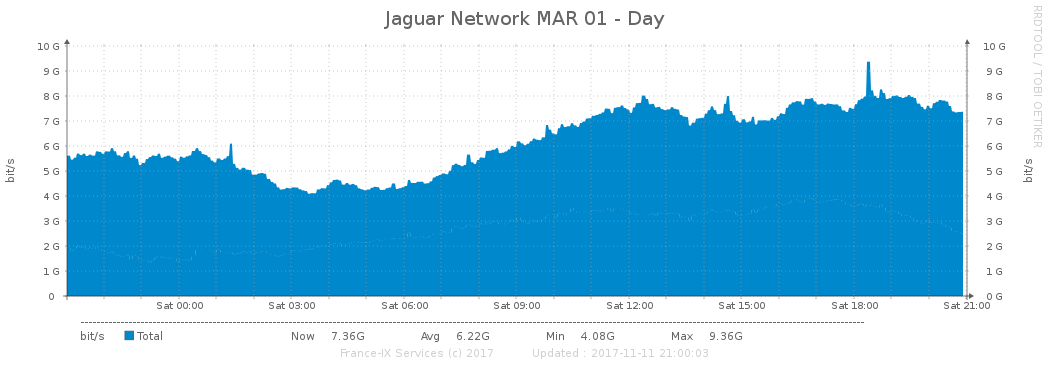 Jaguar Network MAR 01 - Day
RRDTOOL / TOBI OETIKER
10 G 10 G
9 G 9 G
8 G 8 G
7 G 7 G
6 G 6 G
5 G 5 G
4 G 4 G
3 G 3 G
2 G 2 G
1 G 1 G
0 0 G
bit/s
bit/s
Sat 00:00 Sat 03:00 Sat 06:00 Sat 09:00 Sat 12:00 Sat 15:00 Sat 18:00 Sat 21:00
bit/s Total Now 7.36G Avg 6.22G Min 4.08G Max 9.36G
France-IX Services (c) 2017 Updated : 2017-11-11 21:00:03